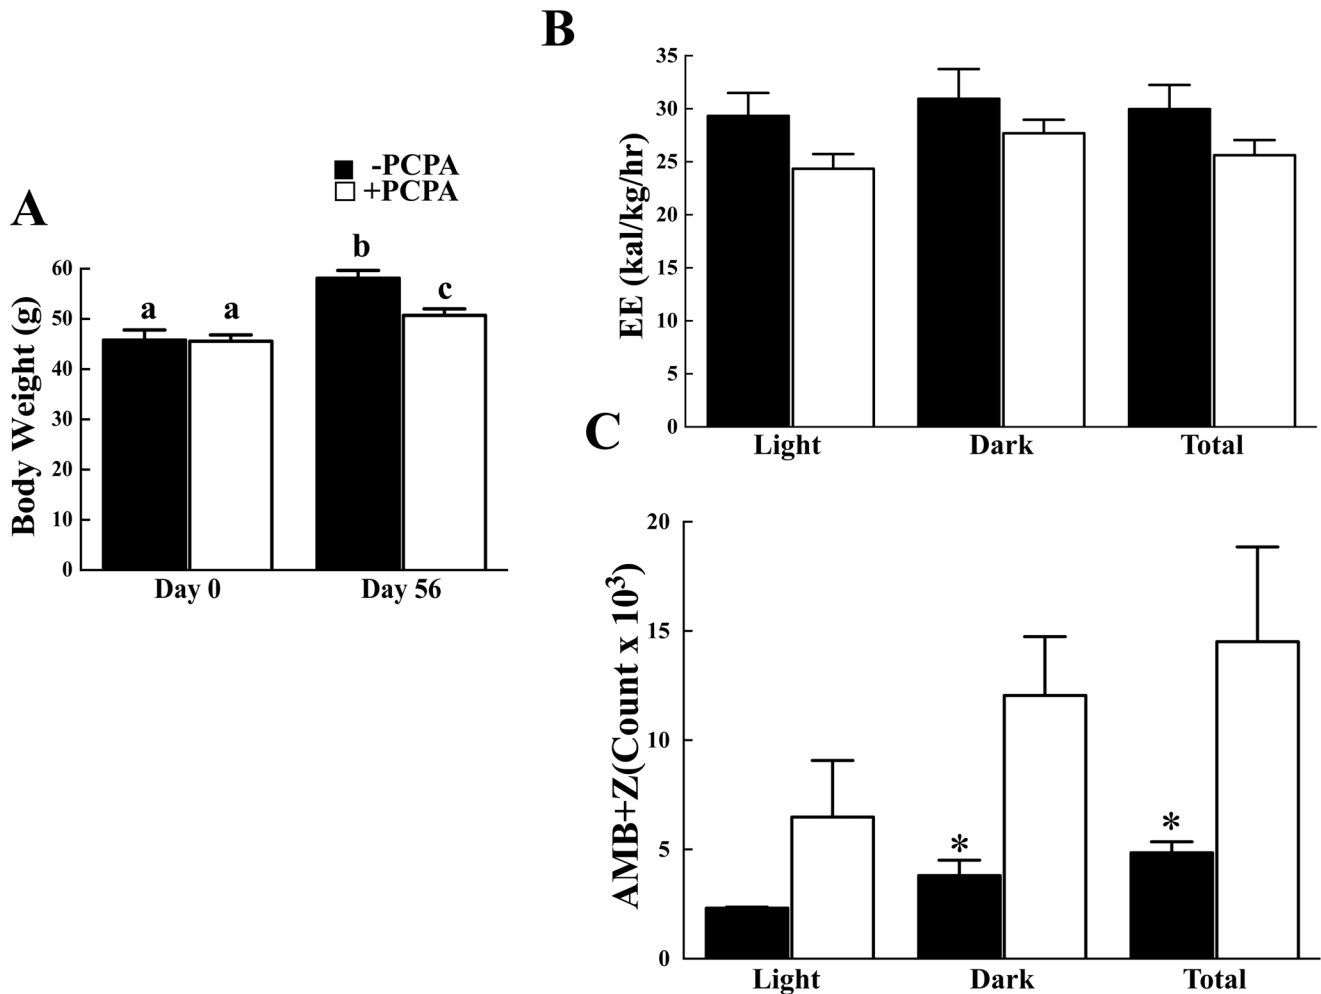 A
-PCPA
+PCPA
Body Weight (g)
60
50
40
30
20
10
0
a
a
b
c
Day 0
Day 56
B
EE (kal/kg/hr)
35
30
25
20
15
10
5
0
Light
Dark
Total
C
AMB+Z(Count x 10³)
20
15
10
5
0
*
*
Light
Dark
Total